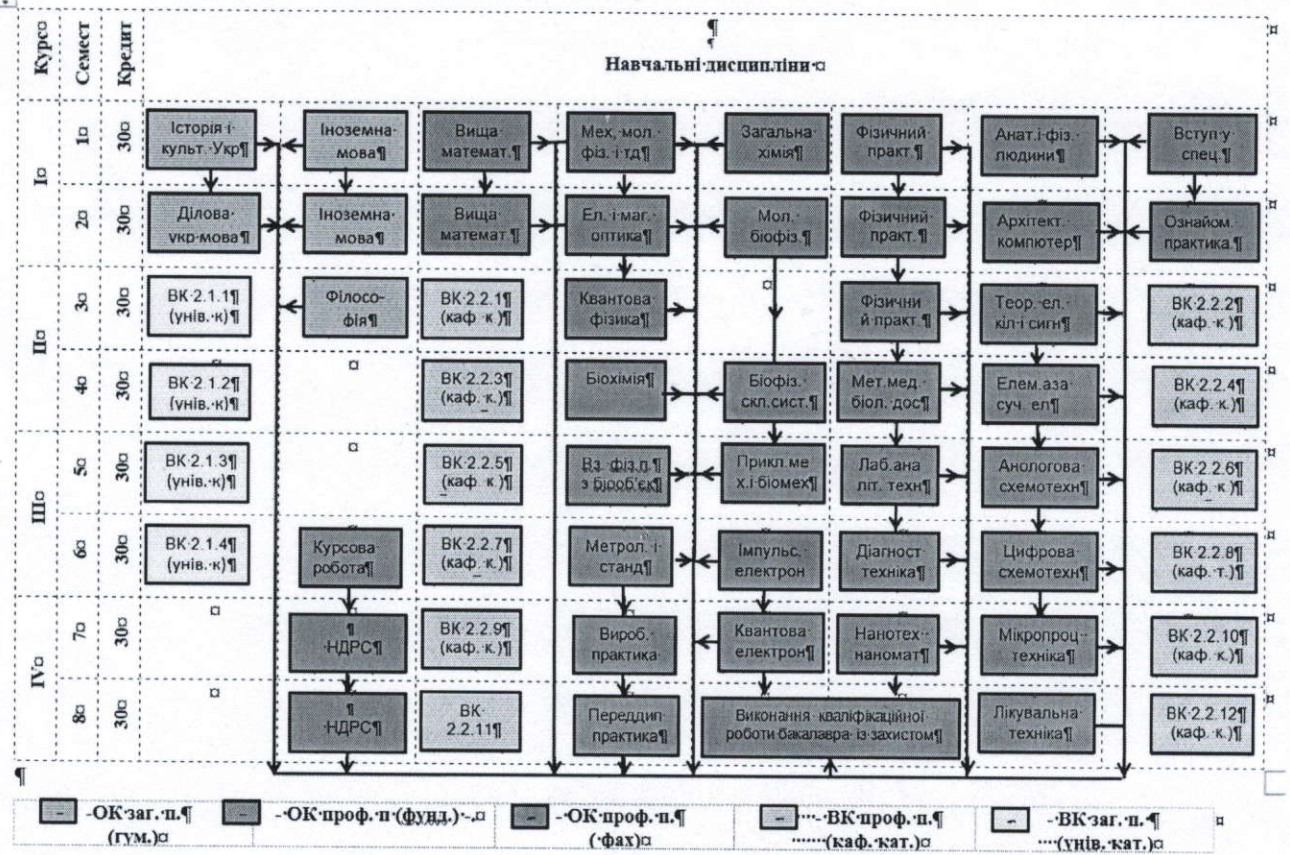 Курс
Семест
Кредит
Навчальні дисципліни
I
1
30
Історія і
культ. Укр
Іноземна
мова
Вища
математ.
Мех, мол.
фіз. і тд
Загальна
хімія
Фізичний
практ.
Анат.і фіз.
людини
Вступ у
спец.
2
30
Ділова
укр мова
Іноземна
мова
Вища
математ.
Ел. і маг.
оптика
Мол.
біофіз.
Фізичний
практ.
Архітект.
компютер
Ознайом.
практика.
II
3
30
ВК 2.1.1
(унів. к)
Філосо-
фія
ВК 2.2.1
(каф. к)
Квантова
фізика
Фізични
й практ.
Теор. ел.
кіл і сигн
ВК 2.2.2
(каф. к)
4
30
ВК 2.1.2
(унів. к)
ВК 2.2.3
(каф. к.)
Біохімія
Біофіз.
скл.сист.
Мет.мед.
біол. дос
Елем.аза
суч. ел
ВК 2.2.4
(каф. к.)
III
5
30
ВК 2.1.3
(унів. к)
ВК 2.2.5
(каф. к)
Вз. фіз.п.
з біооб'єк
Прикл.ме
х.і біомех
Лаб.ана
літ. техн
Анологова
схемотехн
ВК 2.2.6
(каф. к)
6
30
ВК 2.1.4
(унів. к)
Курсова
робота
ВК 2.2.7
(каф. к.)
Метрол. і
станд
Імпульс.
електрон
Діагност
техніка
Цифрова
схемотехн
ВК 2.2.8
(каф. т.)
IV
7
30
НДРС
ВК 2.2.9
(каф. к.)
Вироб.
практика
Квантова
електрон
Нанотех
наномат
Мікропроц
техніка
ВК 2.2.10
(каф. к.)
8
30
НДРС
ВК
2.2.11
Переддип
практика
Виконання кваліфікаційної
роботи бакалавра із захистом
Лікувальна
техніка
ВК 2.2.12
(каф. к.)
- -ОК заг. п.
(гум.)
- - ОК проф. п (фунд.) -.
- - ОК проф. п.
( фах)
- - ВК проф. п.
(каф. кат.)
- - ВК заг. п.
(унів. кат.)